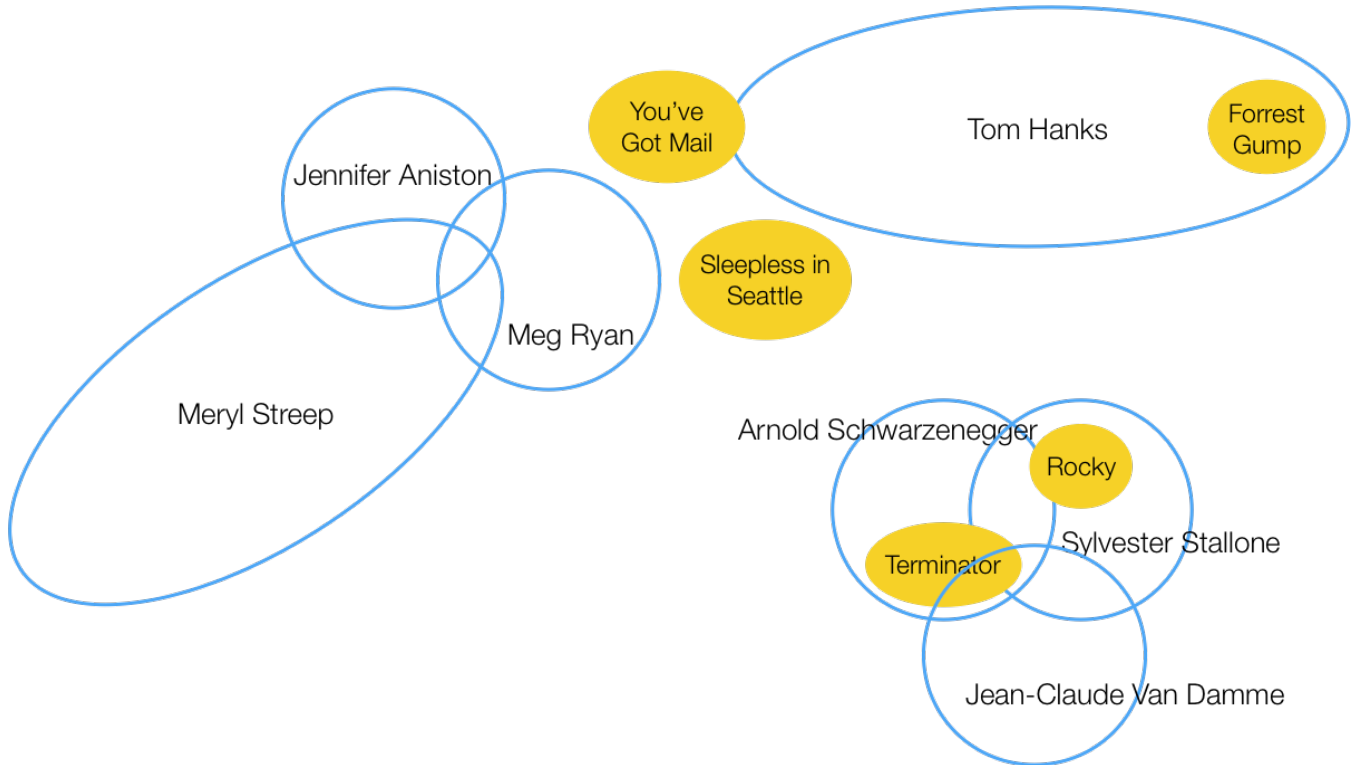 You’ve
Got Mail
Tom Hanks
Forrest
Gump
Jennifer Aniston
Sleepless in
Seattle
Meg Ryan
Meryl Streep
Arnold Schwarzenegger
Rocky
Sylvester Stallone
Terminator
Jean-Claude Van Damme